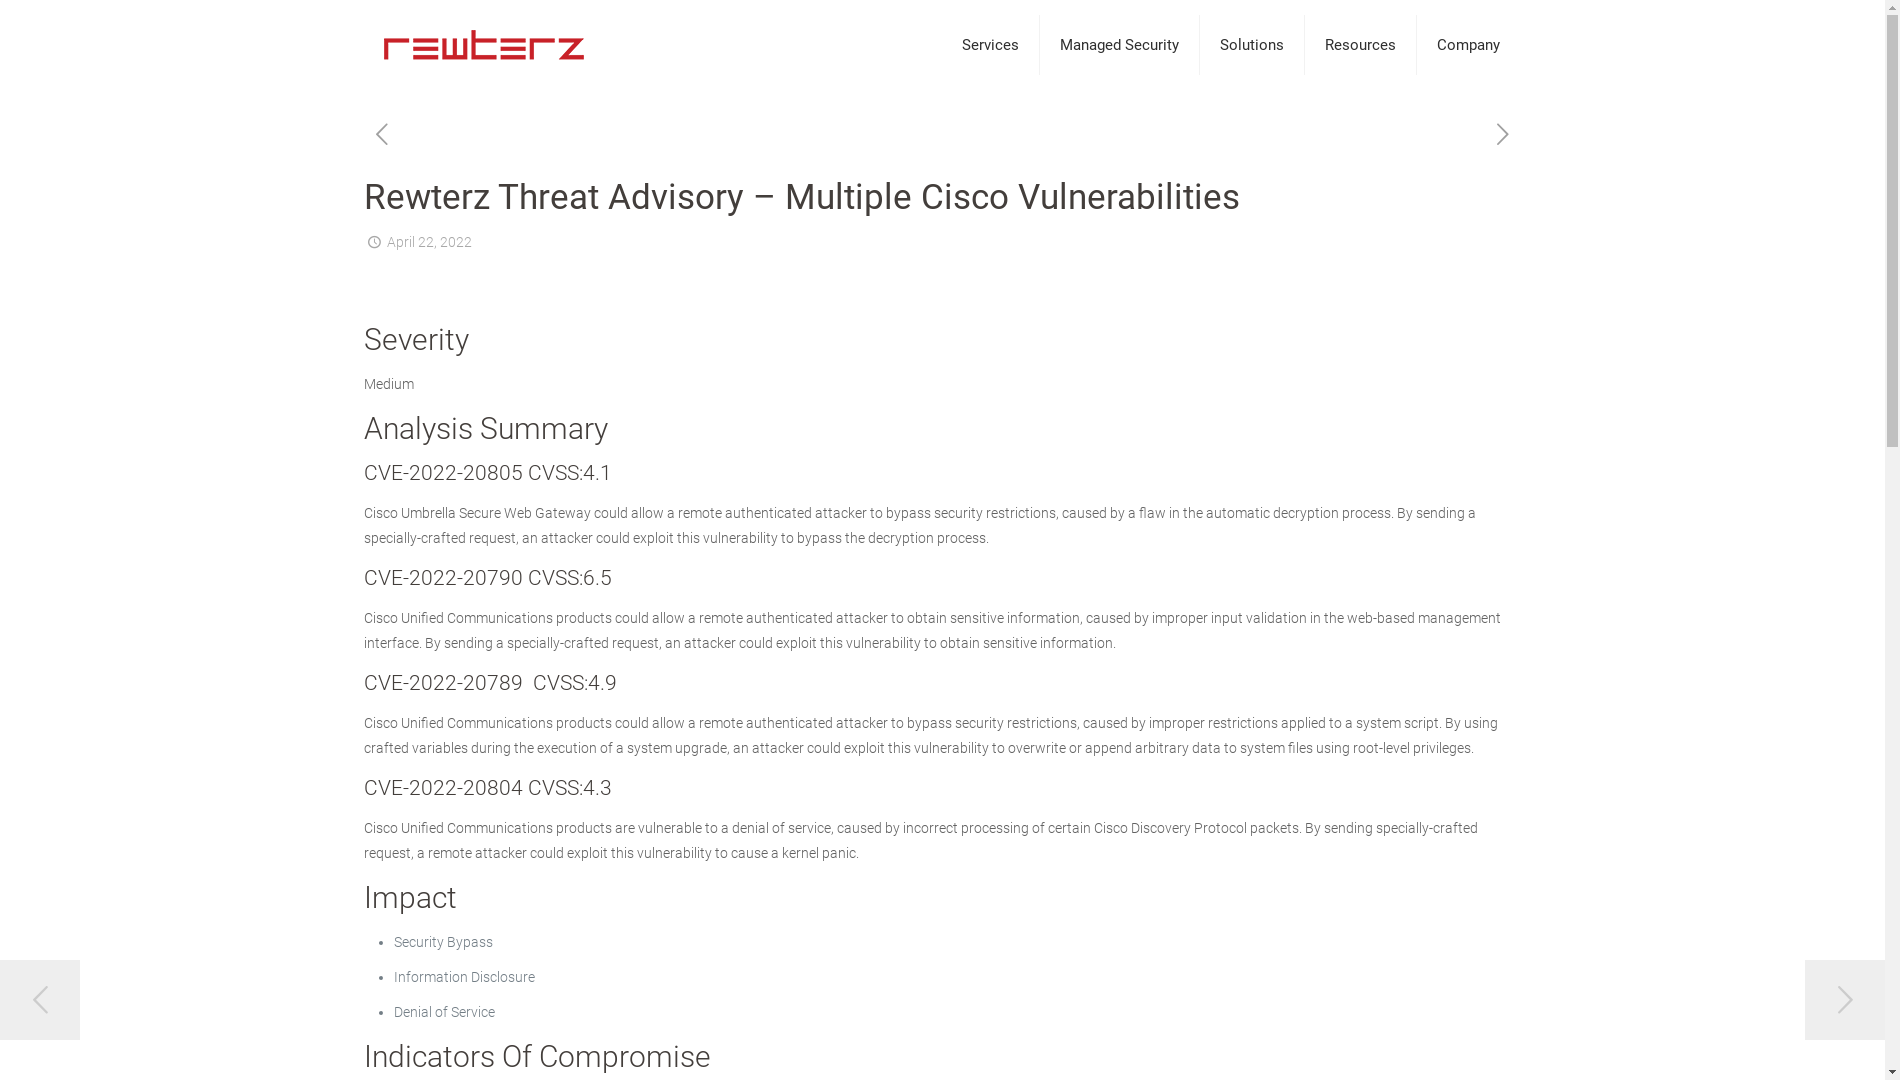 rewterz
Services
Managed Security
Solutions
Resources
Company
Rewterz Threat Advisory – Multiple Cisco Vulnerabilities
April 22, 2022
Severity
Medium
Analysis Summary
CVE-2022-20805 CVSS:4.1
Cisco Umbrella Secure Web Gateway could allow a remote authenticated attacker to bypass security restrictions, caused by a flaw in the automatic decryption process. By sending a
specially-crafted request, an attacker could exploit this vulnerability to bypass the decryption process.
CVE-2022-20790 CVSS:6.5
Cisco Unified Communications products could allow a remote authenticated attacker to obtain sensitive information, caused by improper input validation in the web-based management
interface. By sending a specially-crafted request, an attacker could exploit this vulnerability to obtain sensitive information.
CVE-2022-20789  CVSS:4.9
Cisco Unified Communications products could allow a remote authenticated attacker to bypass security restrictions, caused by improper restrictions applied to a system script. By using
crafted variables during the execution of a system upgrade, an attacker could exploit this vulnerability to overwrite or append arbitrary data to system files using root-level privileges.
CVE-2022-20804 CVSS:4.3
Cisco Unified Communications products are vulnerable to a denial of service, caused by incorrect processing of certain Cisco Discovery Protocol packets. By sending specially-crafted
request, a remote attacker could exploit this vulnerability to cause a kernel panic.
Impact
• Security Bypass
• Information Disclosure
• Denial of Service
Indicators Of Compromise